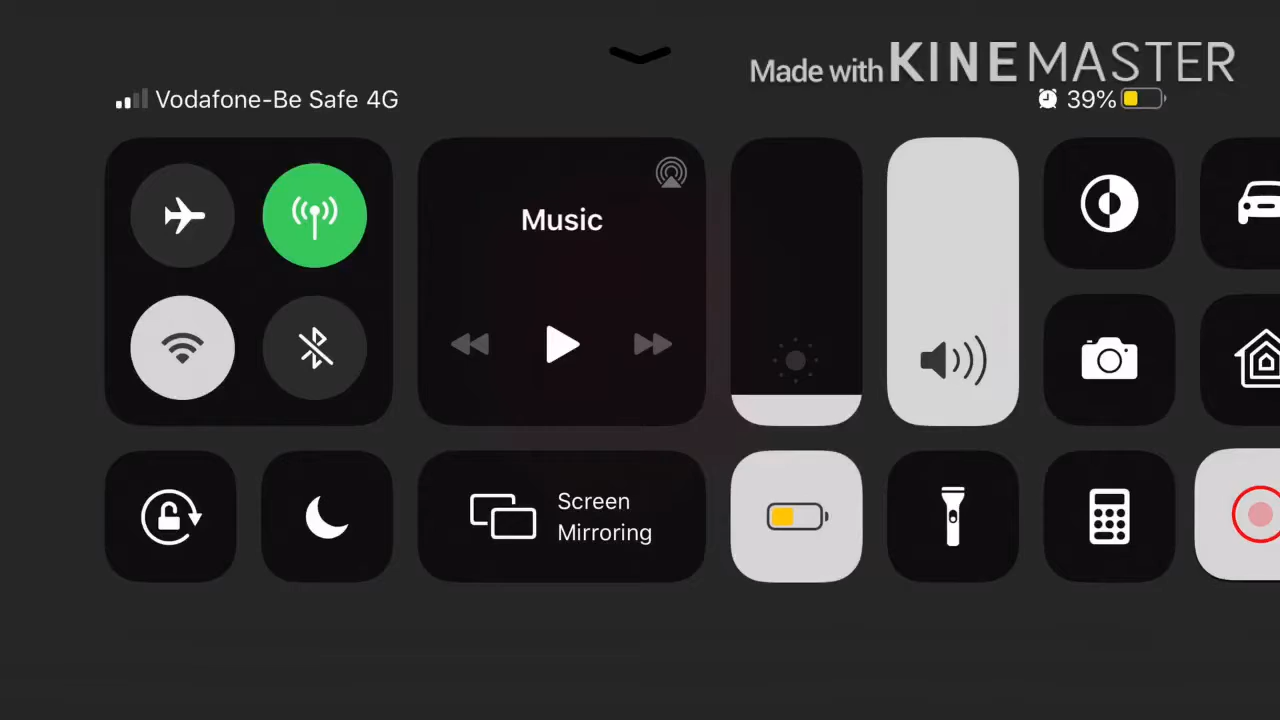 Made with KINEMASTER
Vodafone-Be Safe 4G
39%
Music
Screen
Mirroring